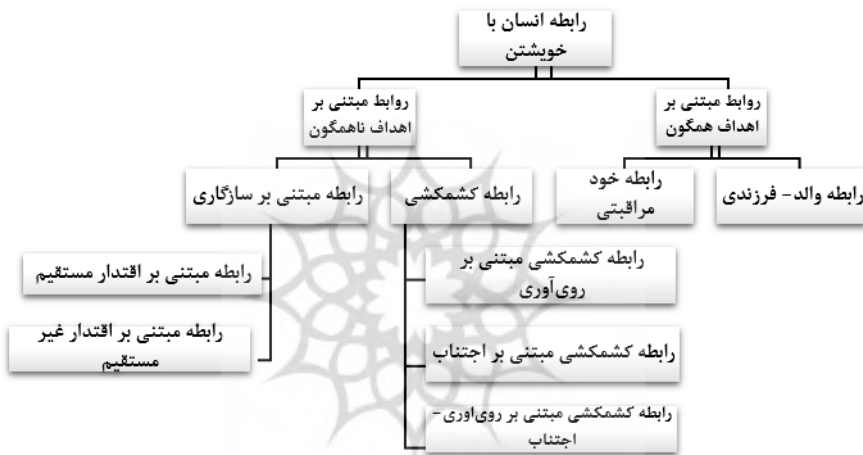 رابطه انسان با
خویشتن
روابط مبتنی بر
اهداف همگون
روابط مبتنی بر
اهداف ناهمگون
رابطه والد- فرزندی
رابطه خود
مراقبتی
رابطه کشمکشی
رابطه مبتنی بر سازگاری
رابطه کشمکشی مبتنی بر
روی‌آوری
رابطه کشمکشی مبتنی بر اجتناب
رابطه کشمکشی مبتنی بر روی‌اوری-
اجتناب
رابطه مبتنی بر اقتدار مستقیم
رابطه مبتنی بر اقتدار غیر
مستقیم